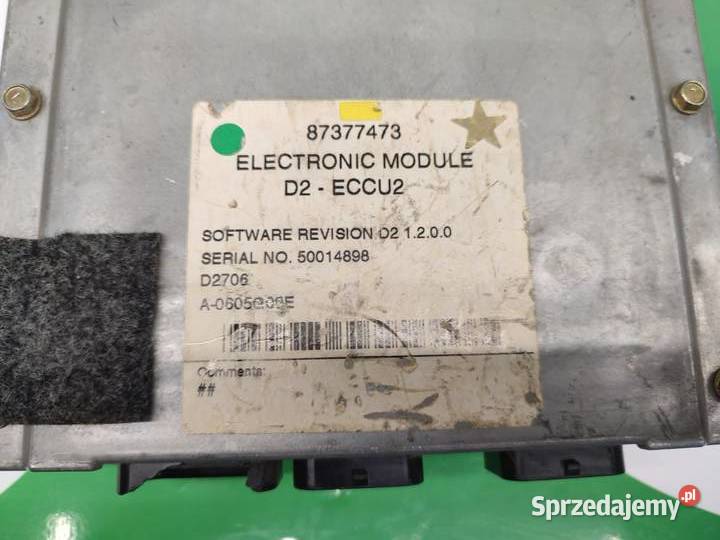 87377473
ELECTRONIC MODULE
D2 - ECCU2
SOFTWARE REVISION D2 1.2.0.0
SERIAL NO. 50014898
D2706
Comments:
##
Sprzedajemy.pl